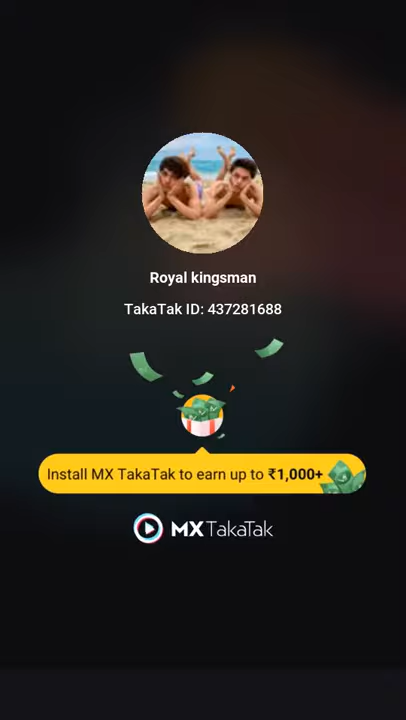 Royal kingsman
TakaTak ID: 437281688
Install MX TakaTak to earn up to ₹1,000+
MX TakaTak